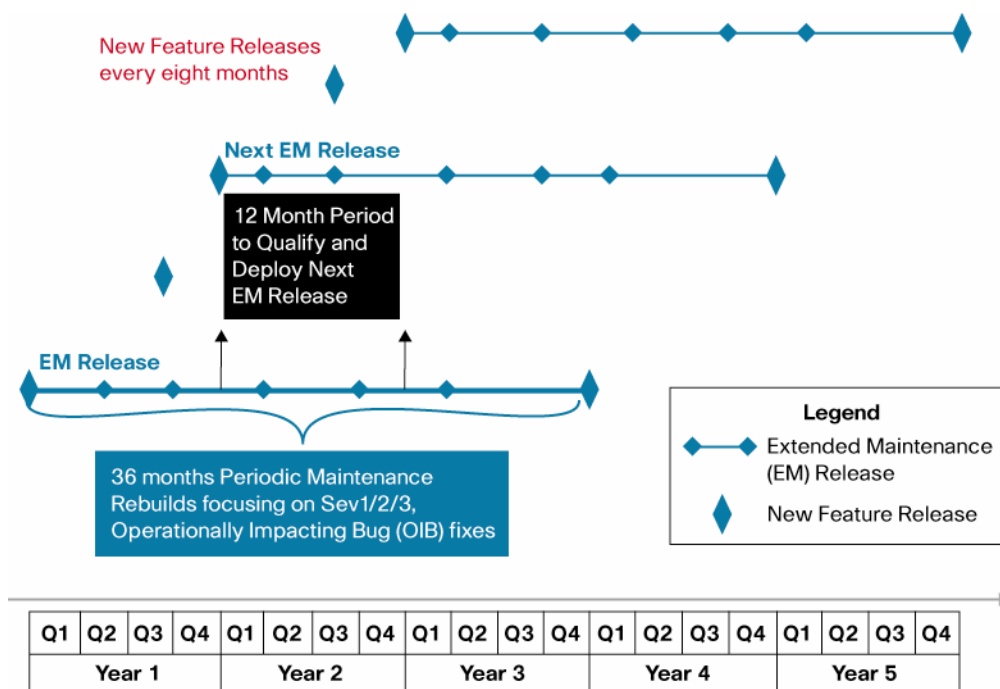 New Feature Releases
every eight months
Next EM Release
12 Month Period
to Qualify and
Deploy Next
EM Release
EM Release
36 months Periodic Maintenance
Rebuilds focusing on Sev1/2/3,
Operationally Impacting Bug (OIB) fixes
Legend
Extended Maintenance
(EM) Release
New Feature Release
Q1 Q2 Q3 Q4 Q1 Q2 Q3 Q4 Q1 Q2 Q3 Q4 Q1 Q2 Q3 Q4 Q1 Q2 Q3 Q4
Year 1 Year 2 Year 3 Year 4 Year 5